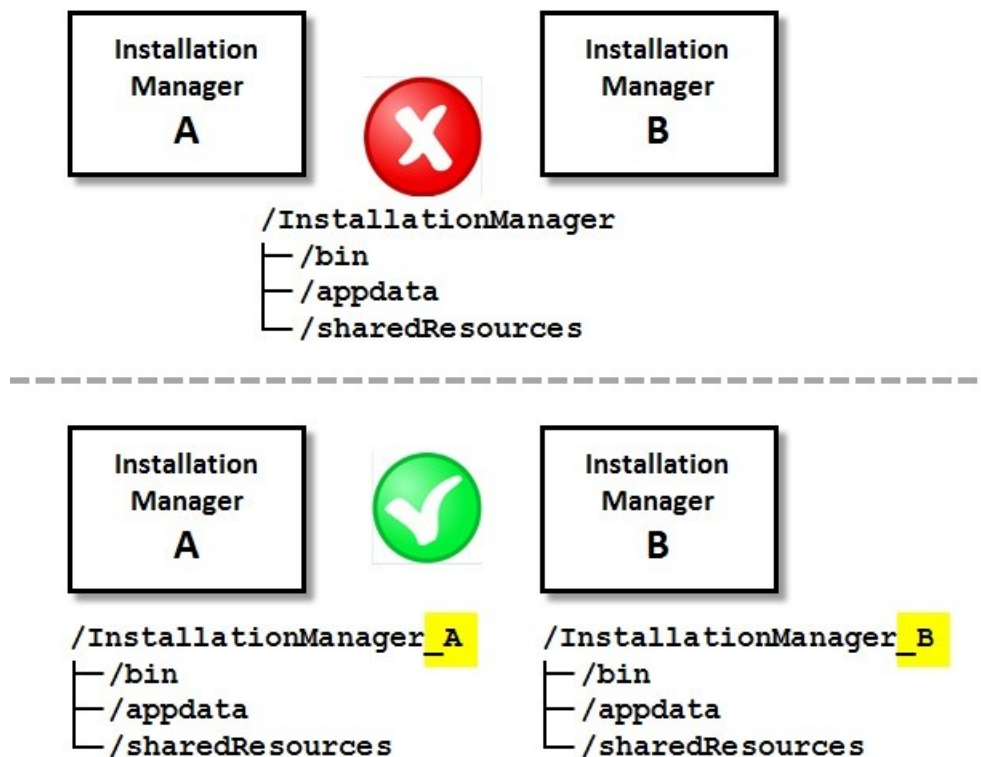 Installation
Manager
A
Installation
Manager
B
/InstallationManager
/bin
/appdata
/sharedResources
Installation
Manager
A
Installation
Manager
B
/InstallationManager_A
/bin
/appdata
/sharedResources
/InstallationManager_B
/bin
/appdata
/sharedResources